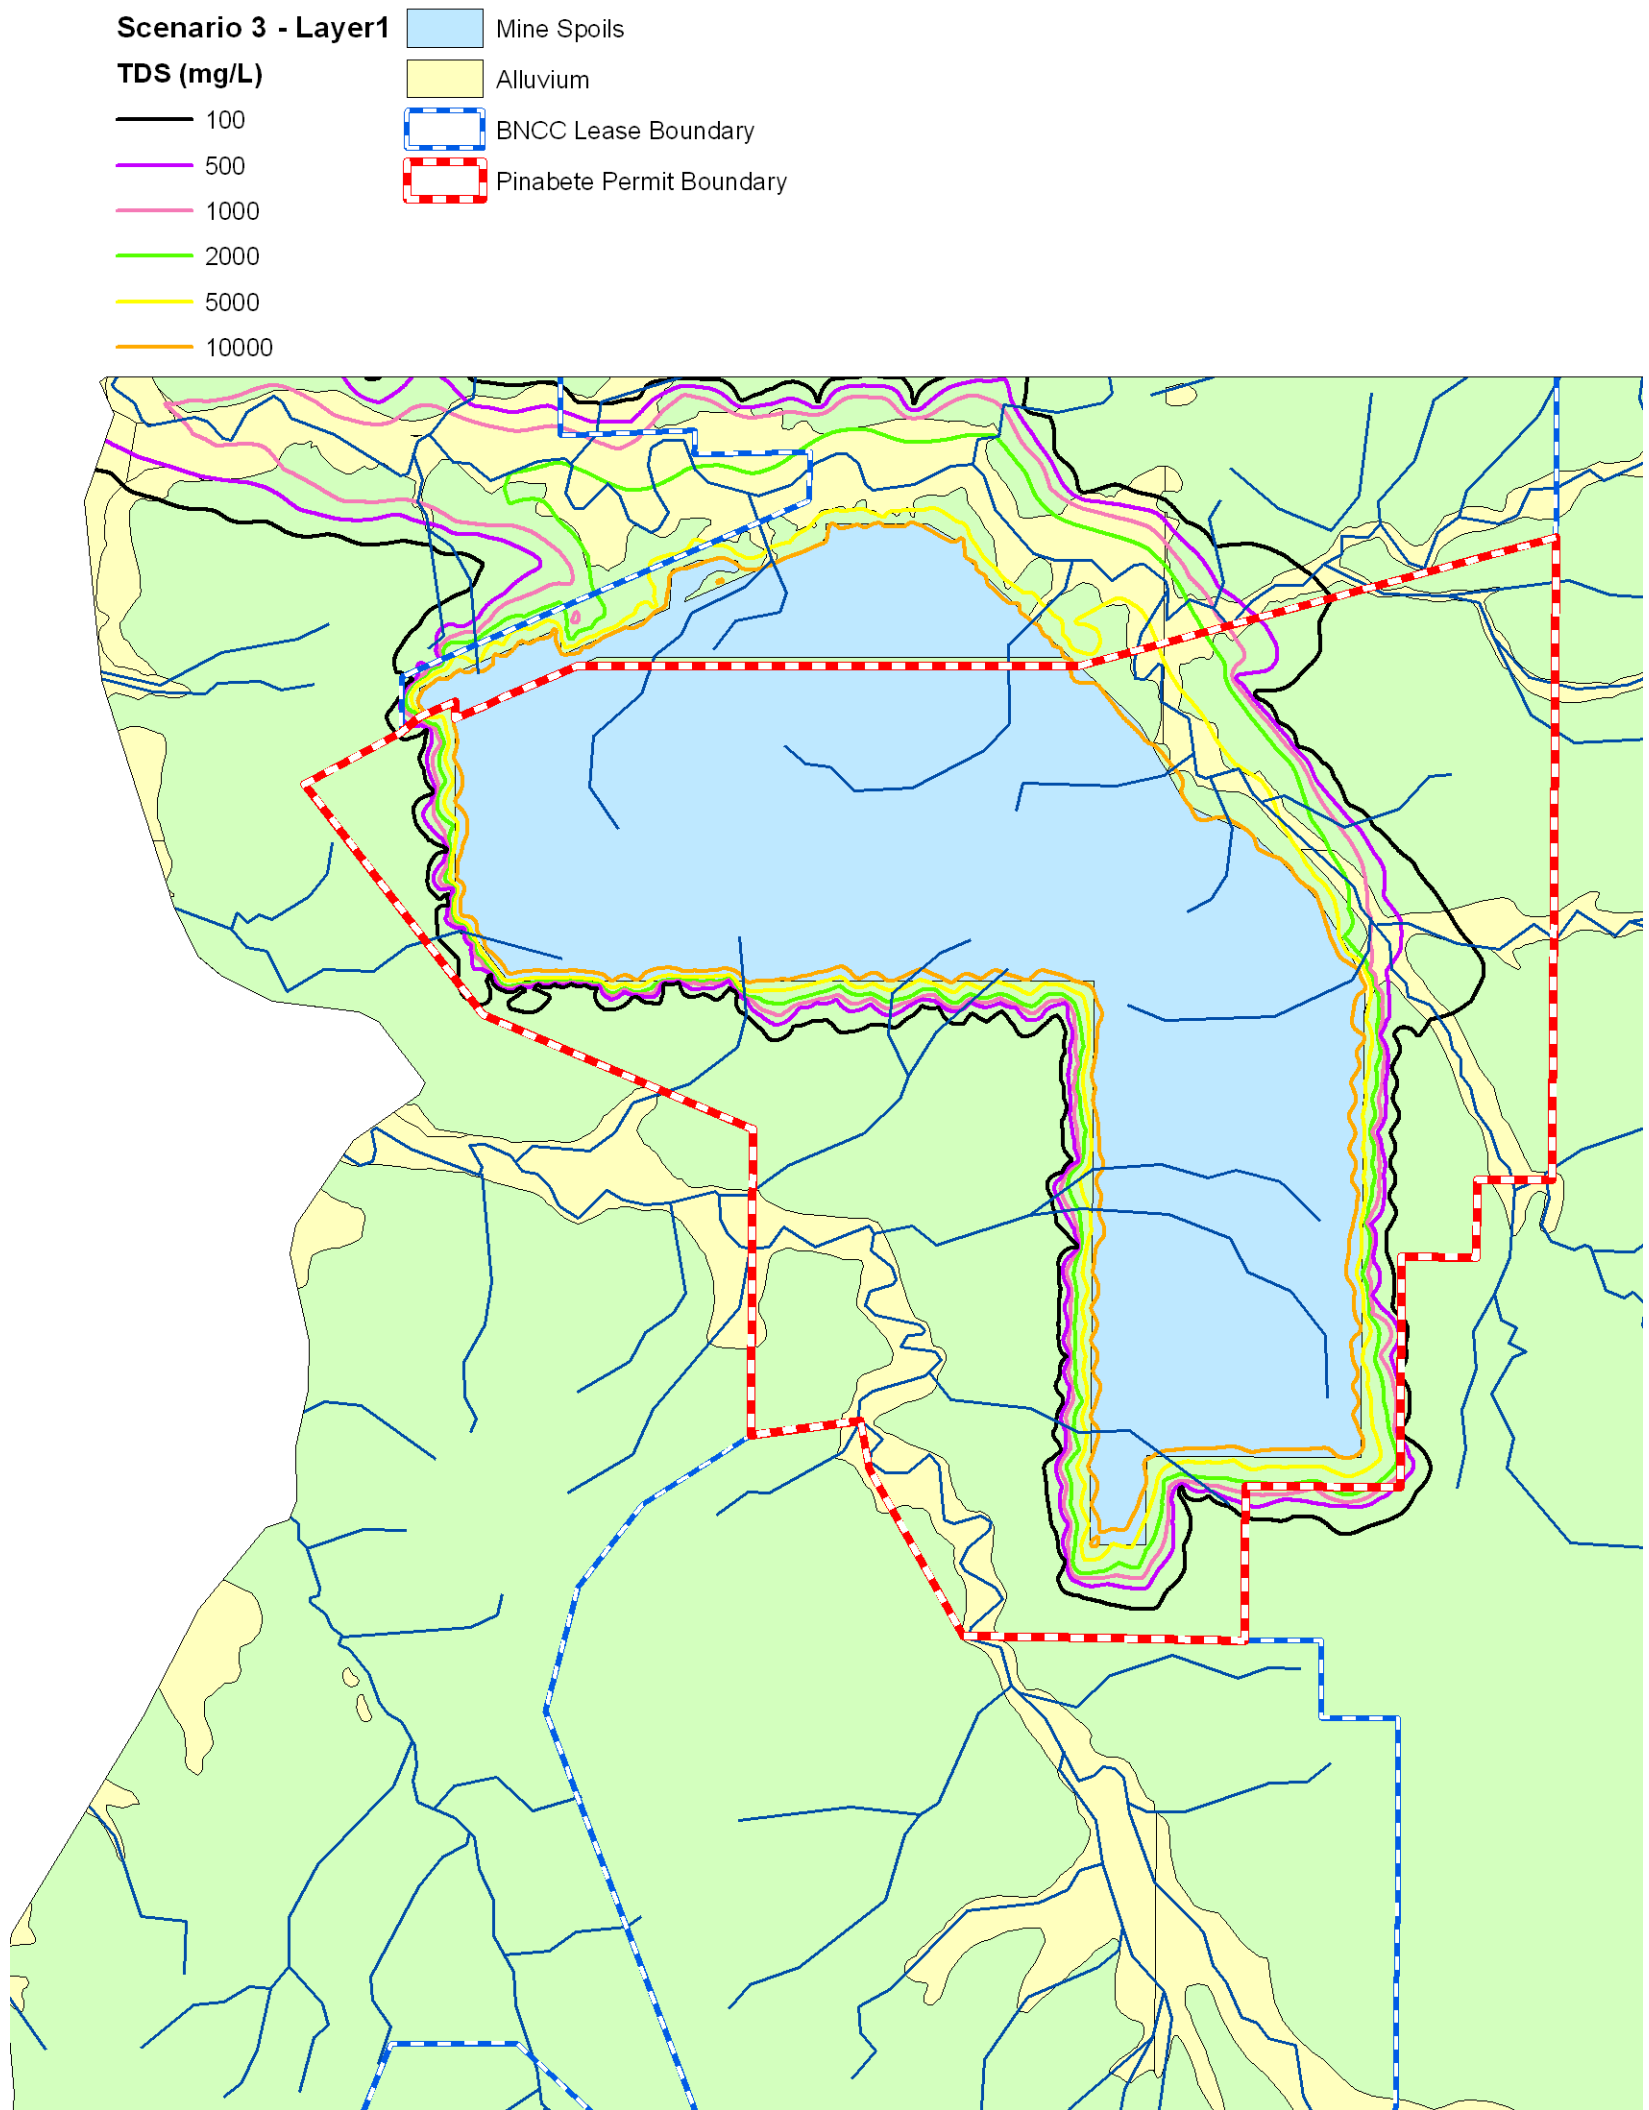 Scenario 3 - Layer1
TDS (mg/L)
100
500
1000
2000
5000
10000
Mine Spoils
Alluvium
BNCC Lease Boundary
Pinabete Permit Boundary